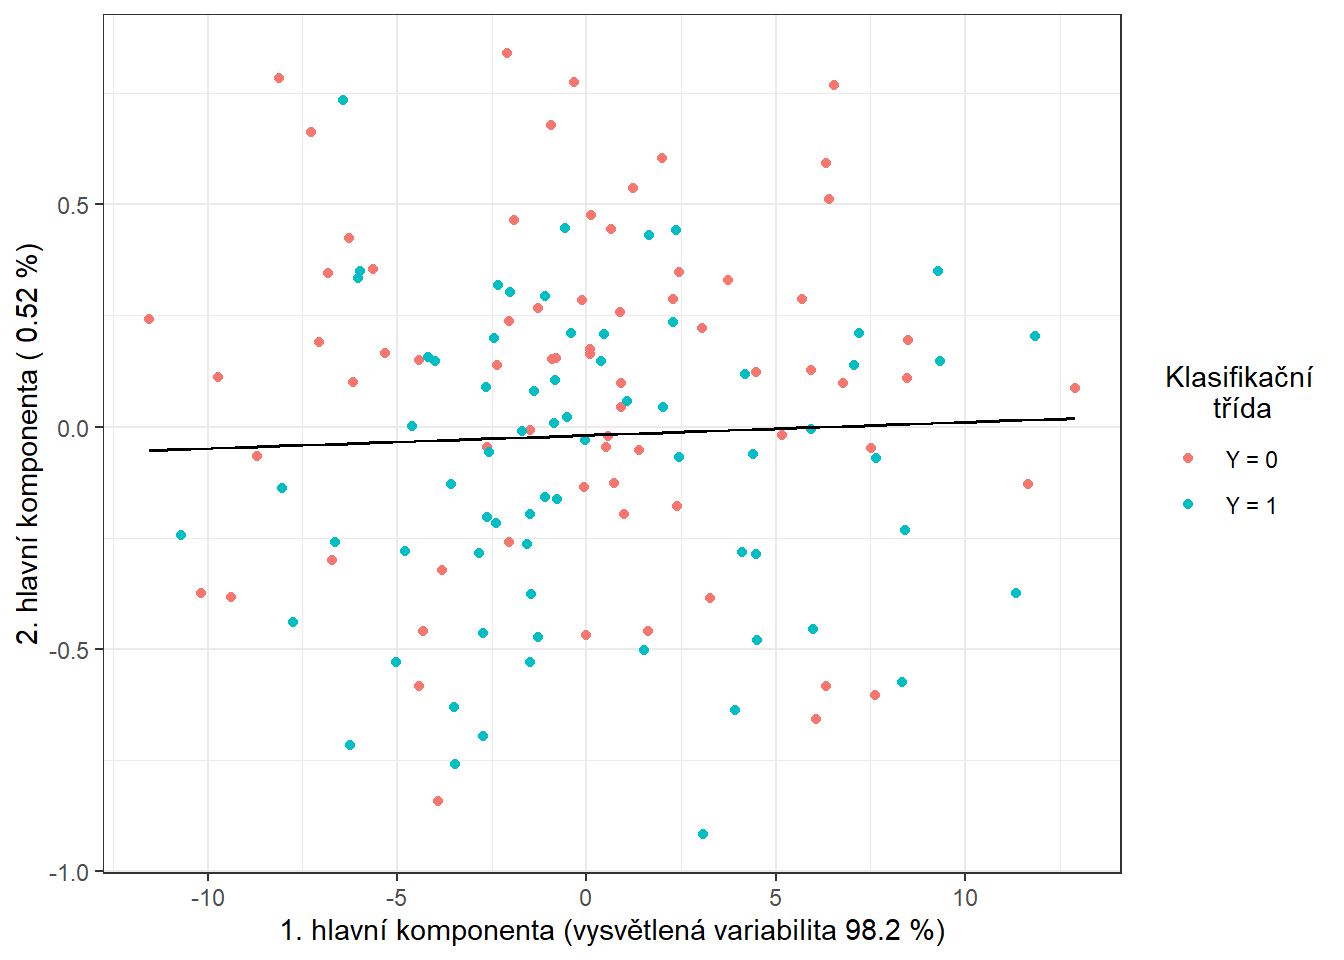 0.5
0.0
-0.5
-1.0
-10
-5
0
5
10
1. hlavní komponenta (vysvětlená variabilita 98.2 %)
2. hlavní komponenta ( 0.52 %)
Klasifikační
třída
Y = 0
Y = 1